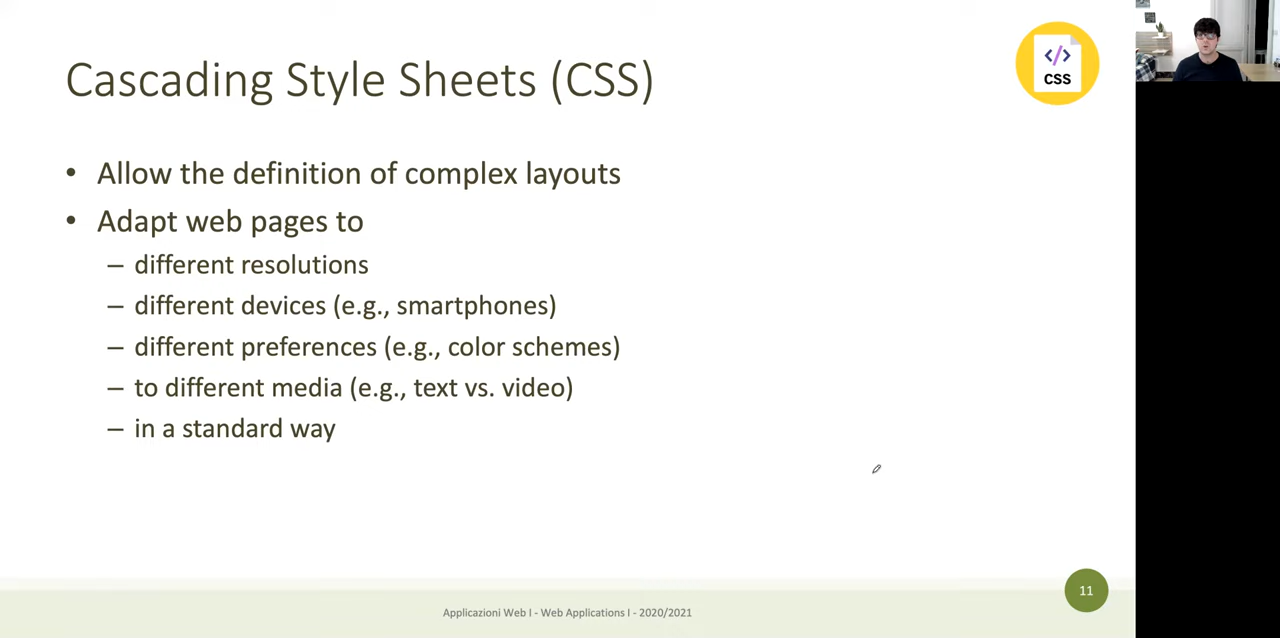 Cascading Style Sheets (CSS)
</>
CSS
• Allow the definition of complex layouts
• Adapt web pages to
– different resolutions
– different devices (e.g., smartphones)
– different preferences (e.g., color schemes)
– to different media (e.g., text vs. video)
– in a standard way
11
Applicazioni Web I - Web Applications I - 2020/2021